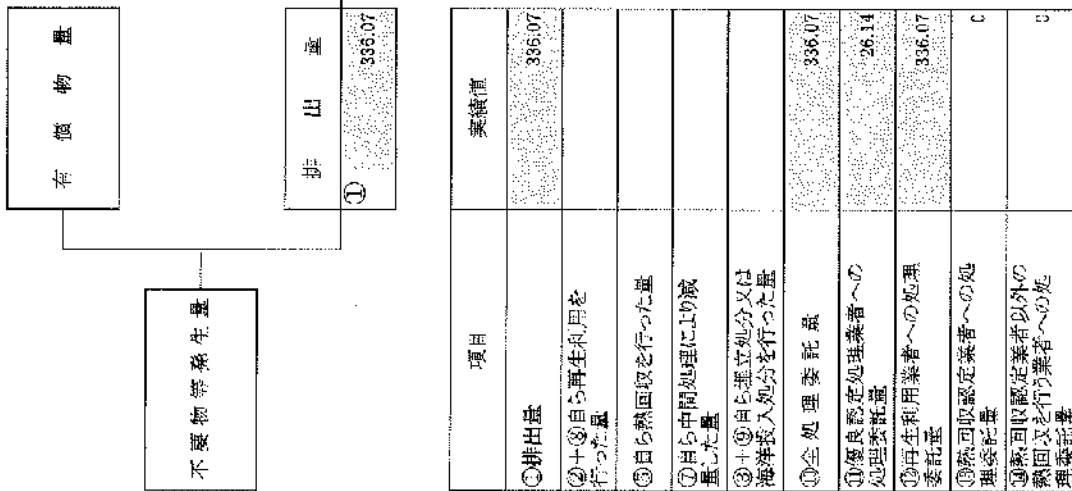 有 価 物 量
不 要 物 等 発 生 量
排 出 量
①
336.07
項目
実績値
①排出量
336.07
②+⑧自ら再生利用を
行った量
⑤自ら熱回収を行った量
⑦自ら中間処理により減
量した量
③+⑨自ら埋立処分又は
海洋投入処分を行った量
⑩全 処 理 委 託 量
336.07
⑪優良認定処理業者への
処理委託量
26.14
⑫再生利用業者への処理
委託量
336.07
⑬熱回収認定業者への処
理委託量
⑭熱回収認定業者以外の
熱回収を行う業者への処
理委託量